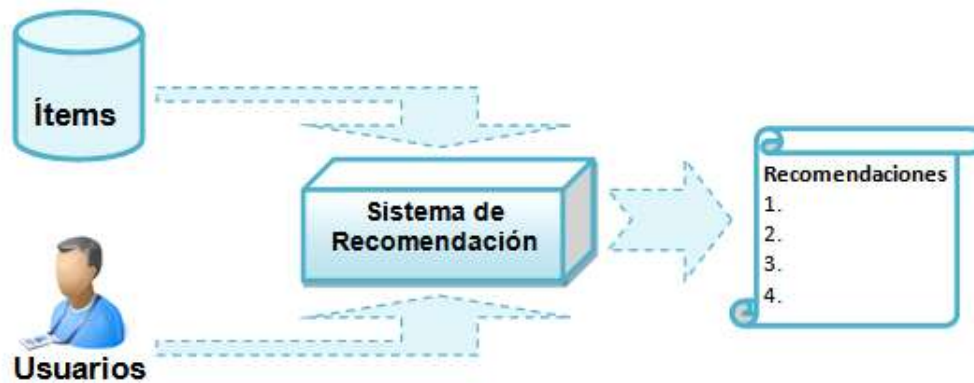 Ítems
Sistema de
Recomendación
Recomendaciones
1.
2.
3.
4.
Usuarios